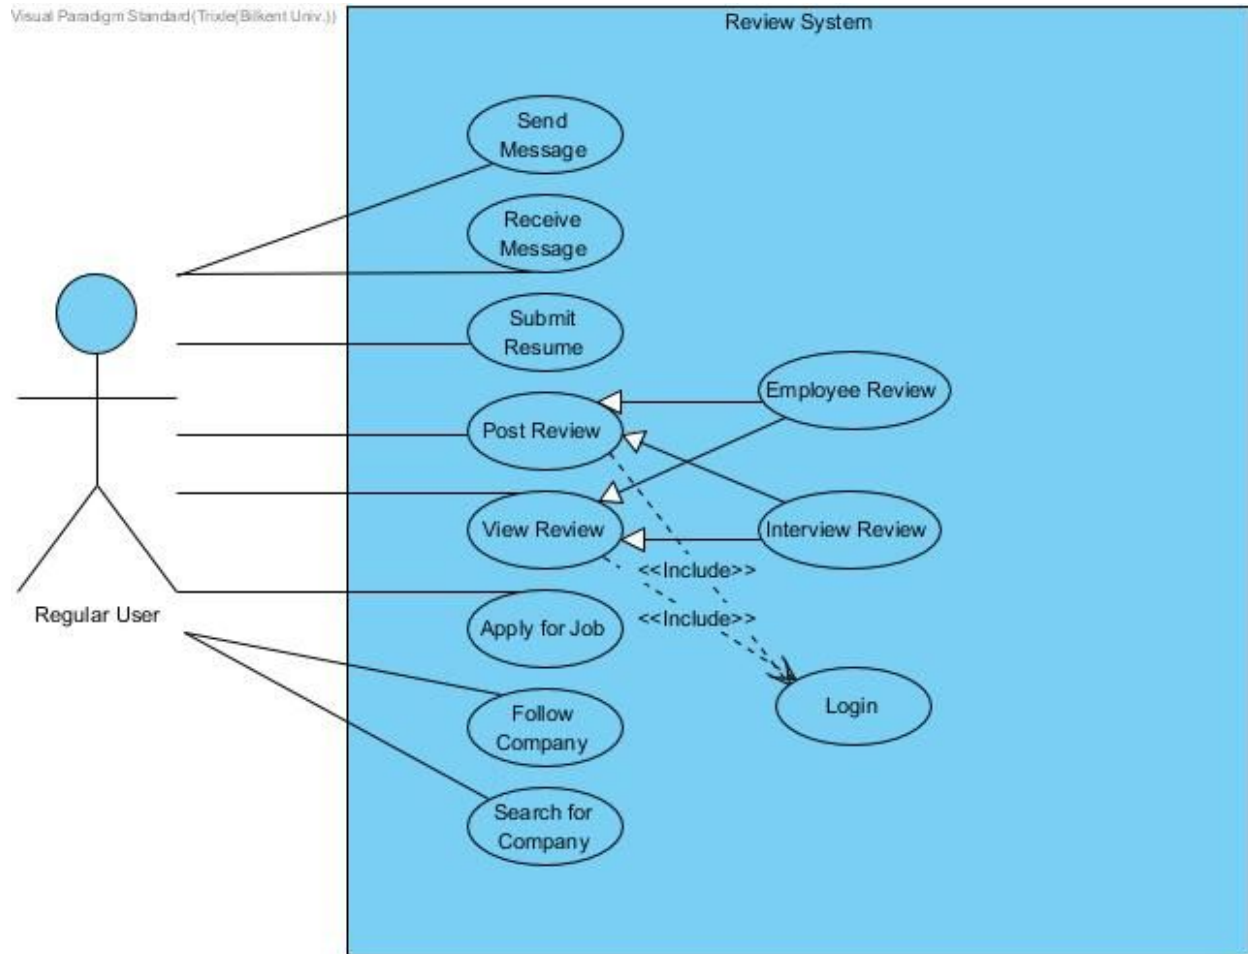 Visual Paradigm Standard(Trixle(Bilkent Univ.))
Review System
Send
Message
Receive
Message
Submit
Resume
Employee Review
Post Review
View Review
Interview Review
<<Include>>
<<Include>>
Regular User
Apply for Job
Login
Follow
Company
Search for
Company